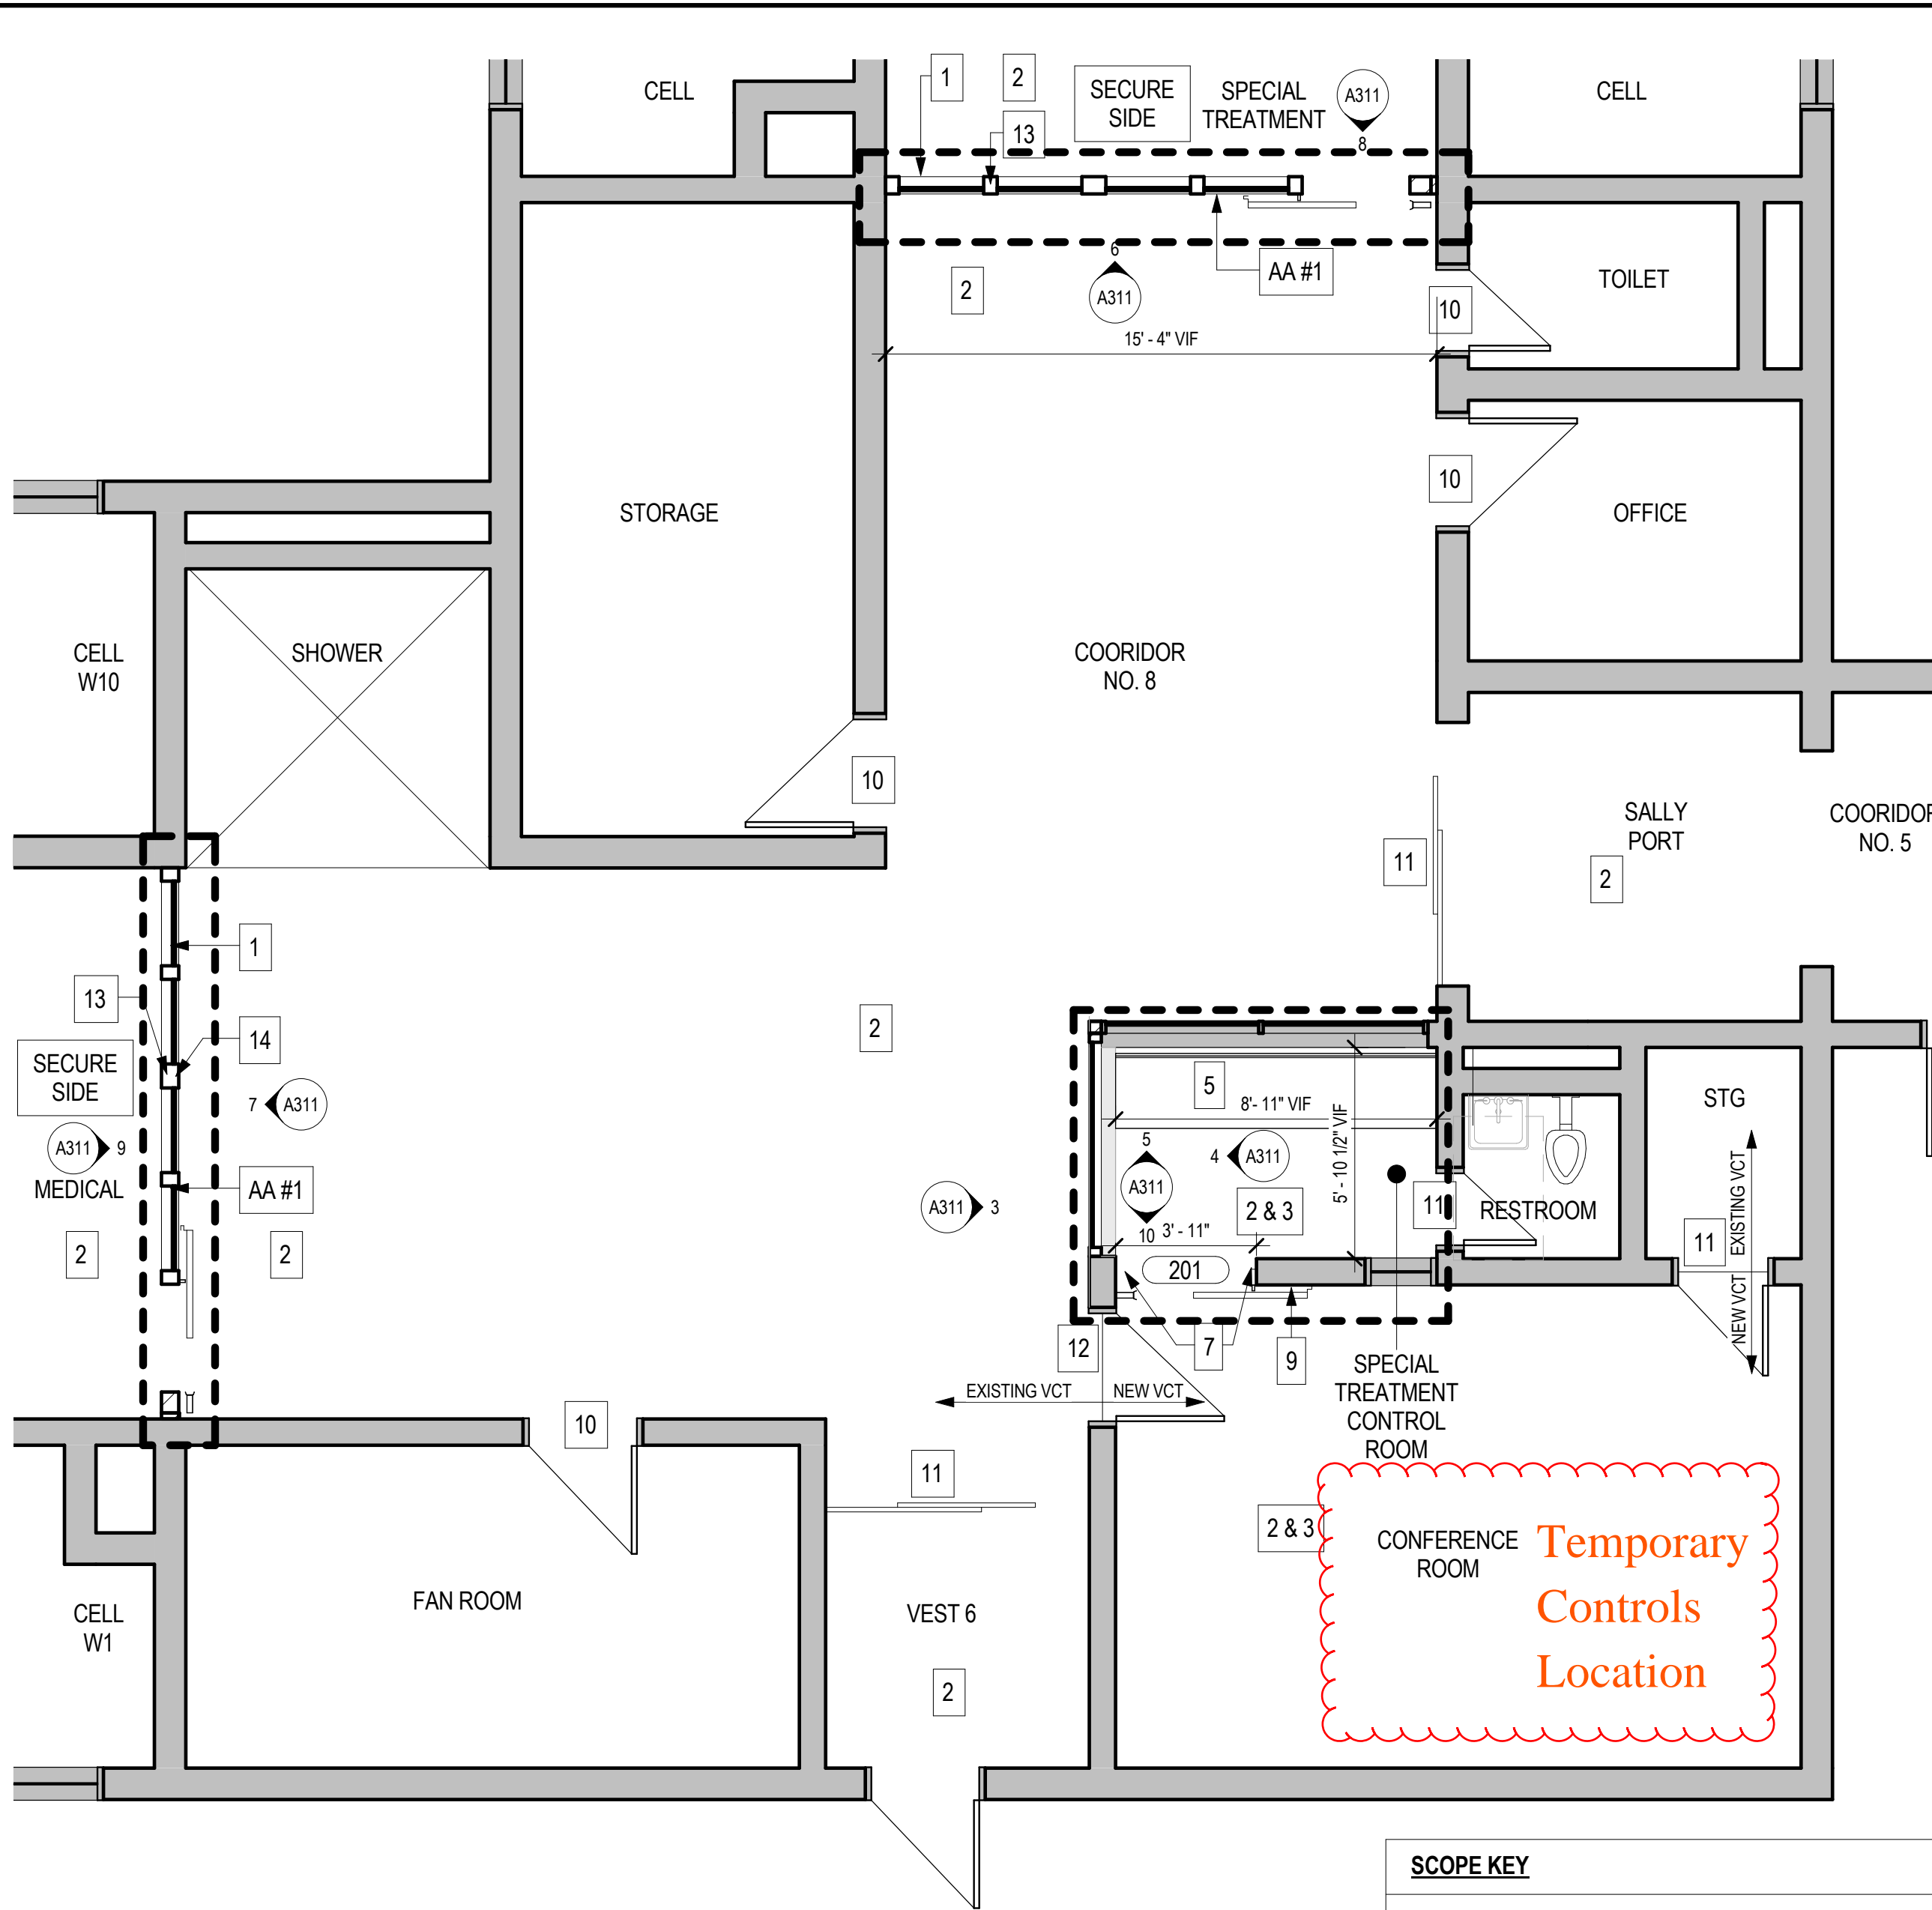 CELL
1
2
13
SECURE
SIDE
SPECIAL
TREATMENT
A311
8
CELL
2
6
A311
AA #1
15' - 4" VIF
10
TOILET
10
OFFICE
STORAGE
CELL
W10
SHOWER
COORIDOR
NO. 8
10
11
SALLY
PORT
2
COORIDOR
NO. 5
1
13
14
2
SECURE
SIDE
7
A311
A311
9
MEDICAL
AA #1
2
2
A311
3
5
8'- 11" VIF
5' - 10 1/2" VIF
5
A311
10
4
A311
2 & 3
3' - 11"
201
11
RESTROOM
STG
11
EXISTING VCT
NEW VCT
12
7
9
SPECIAL
TREATMENT
CONTROL
ROOM
EXISTING VCT
NEW VCT
10
11
2 & 3
CONFERENCE
ROOM
Temporary
Controls
Location
CELL
W1
FAN ROOM
VEST 6
2
SCOPE KEY